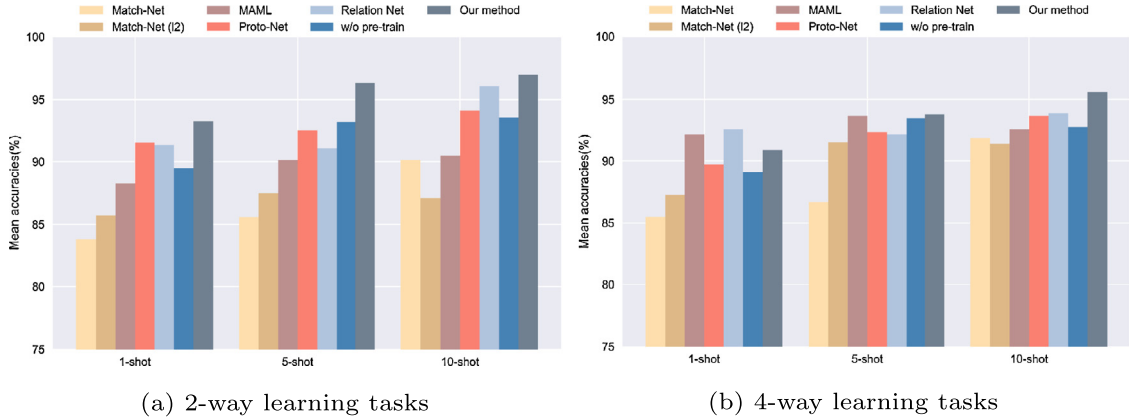 Match-Net MAML Relation Net Our method
Match-Net (l2) Proto-Net w/o pre-train
100
95
90
85
80
75
Mean accuracies(%)
1-shot 5-shot 10-shot
(a) 2-way learning tasks
Match-Net MAML Relation Net Our method
Match-Net (l2) Proto-Net w/o pre-train
100
95
90
85
80
75
Mean accuracies(%)
1-shot 5-shot 10-shot
(b) 4-way learning tasks